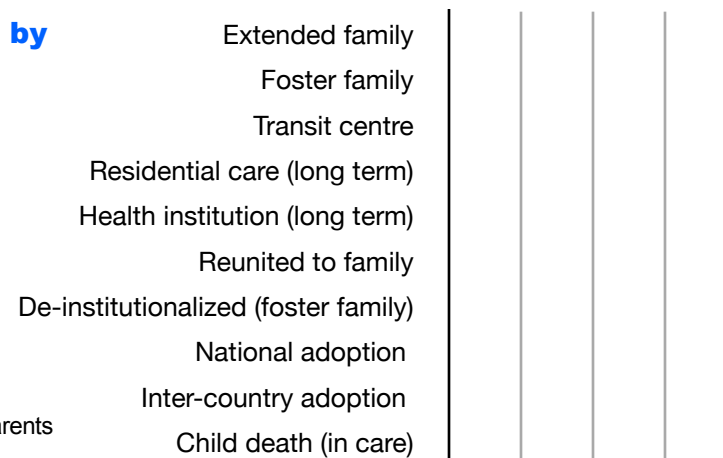 by
Extended family
Foster family
Transit centre
Residential care (long term)
Health institution (long term)
Reunited to family
De-institutionalized (foster family)
National adoption
Inter-country adoption
Child death (in care)